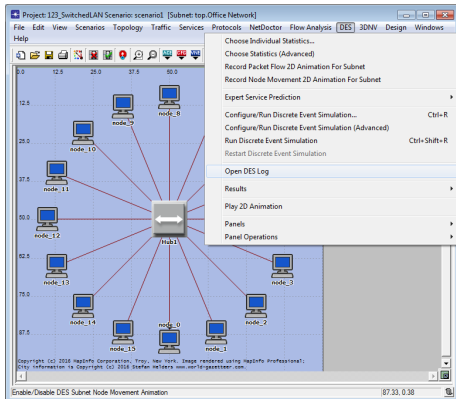 Project: 123_SwitchedLAN Scenario: scenario1 [Subnet: top.Office Network]
File Edit View Scenarios Topology Traffic Services Protocols NetDoctor Flow Analysis DES 3DNV Design Windows
Help
Choose Individual Statistics...
Choose Statistics (Advanced)
Record Packet Flow 2D Animation For Subnet
Record Node Movement 2D Animation For Subnet
Expert Service Prediction
Configure/Run Discrete Event Simulation... Ctrl+R
Configure/Run Discrete Event Simulation (Advanced)
Run Discrete Event Simulation Ctrl+Shift+R
Restart Discrete Event Simulation
Open DES Log
Results
Play 2D Animation
Panels
Panel Operations
0.0 12.5 25.0 37.5 50.0
12.5
25.0
37.5
50.0
62.5
75.0
87.5
node_8
node_9
node_10
node_11
node_12
Hub1
node_13
node_3
node_14
node_0
node_2
node_15
node_1
Copyright (c) 2016 MapInfo Corporation, Troy, New York. Image rendered using MapInfo Professional;
City information is Copyright (c) 2016 Stefan Helders www.world-gazetteer.com.
Enable/Disable DES Subnet Node Movement Animation 87.33, 0.38